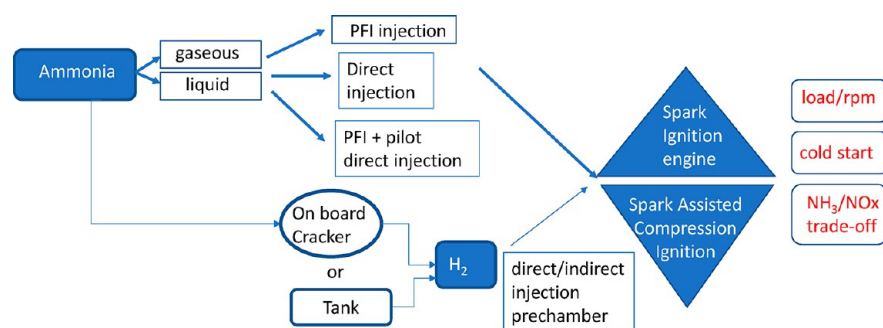 Ammonia
gaseous
liquid
PFI injection
Direct
injection
PFI + pilot
direct injection
On board
Cracker
or
Tank
H₂
direct/indirect
injection
prechamber
Spark
Ignition
engine
Spark Assisted
Compression
Ignition
load/rpm
cold start
NH₃/NOx
trade-off